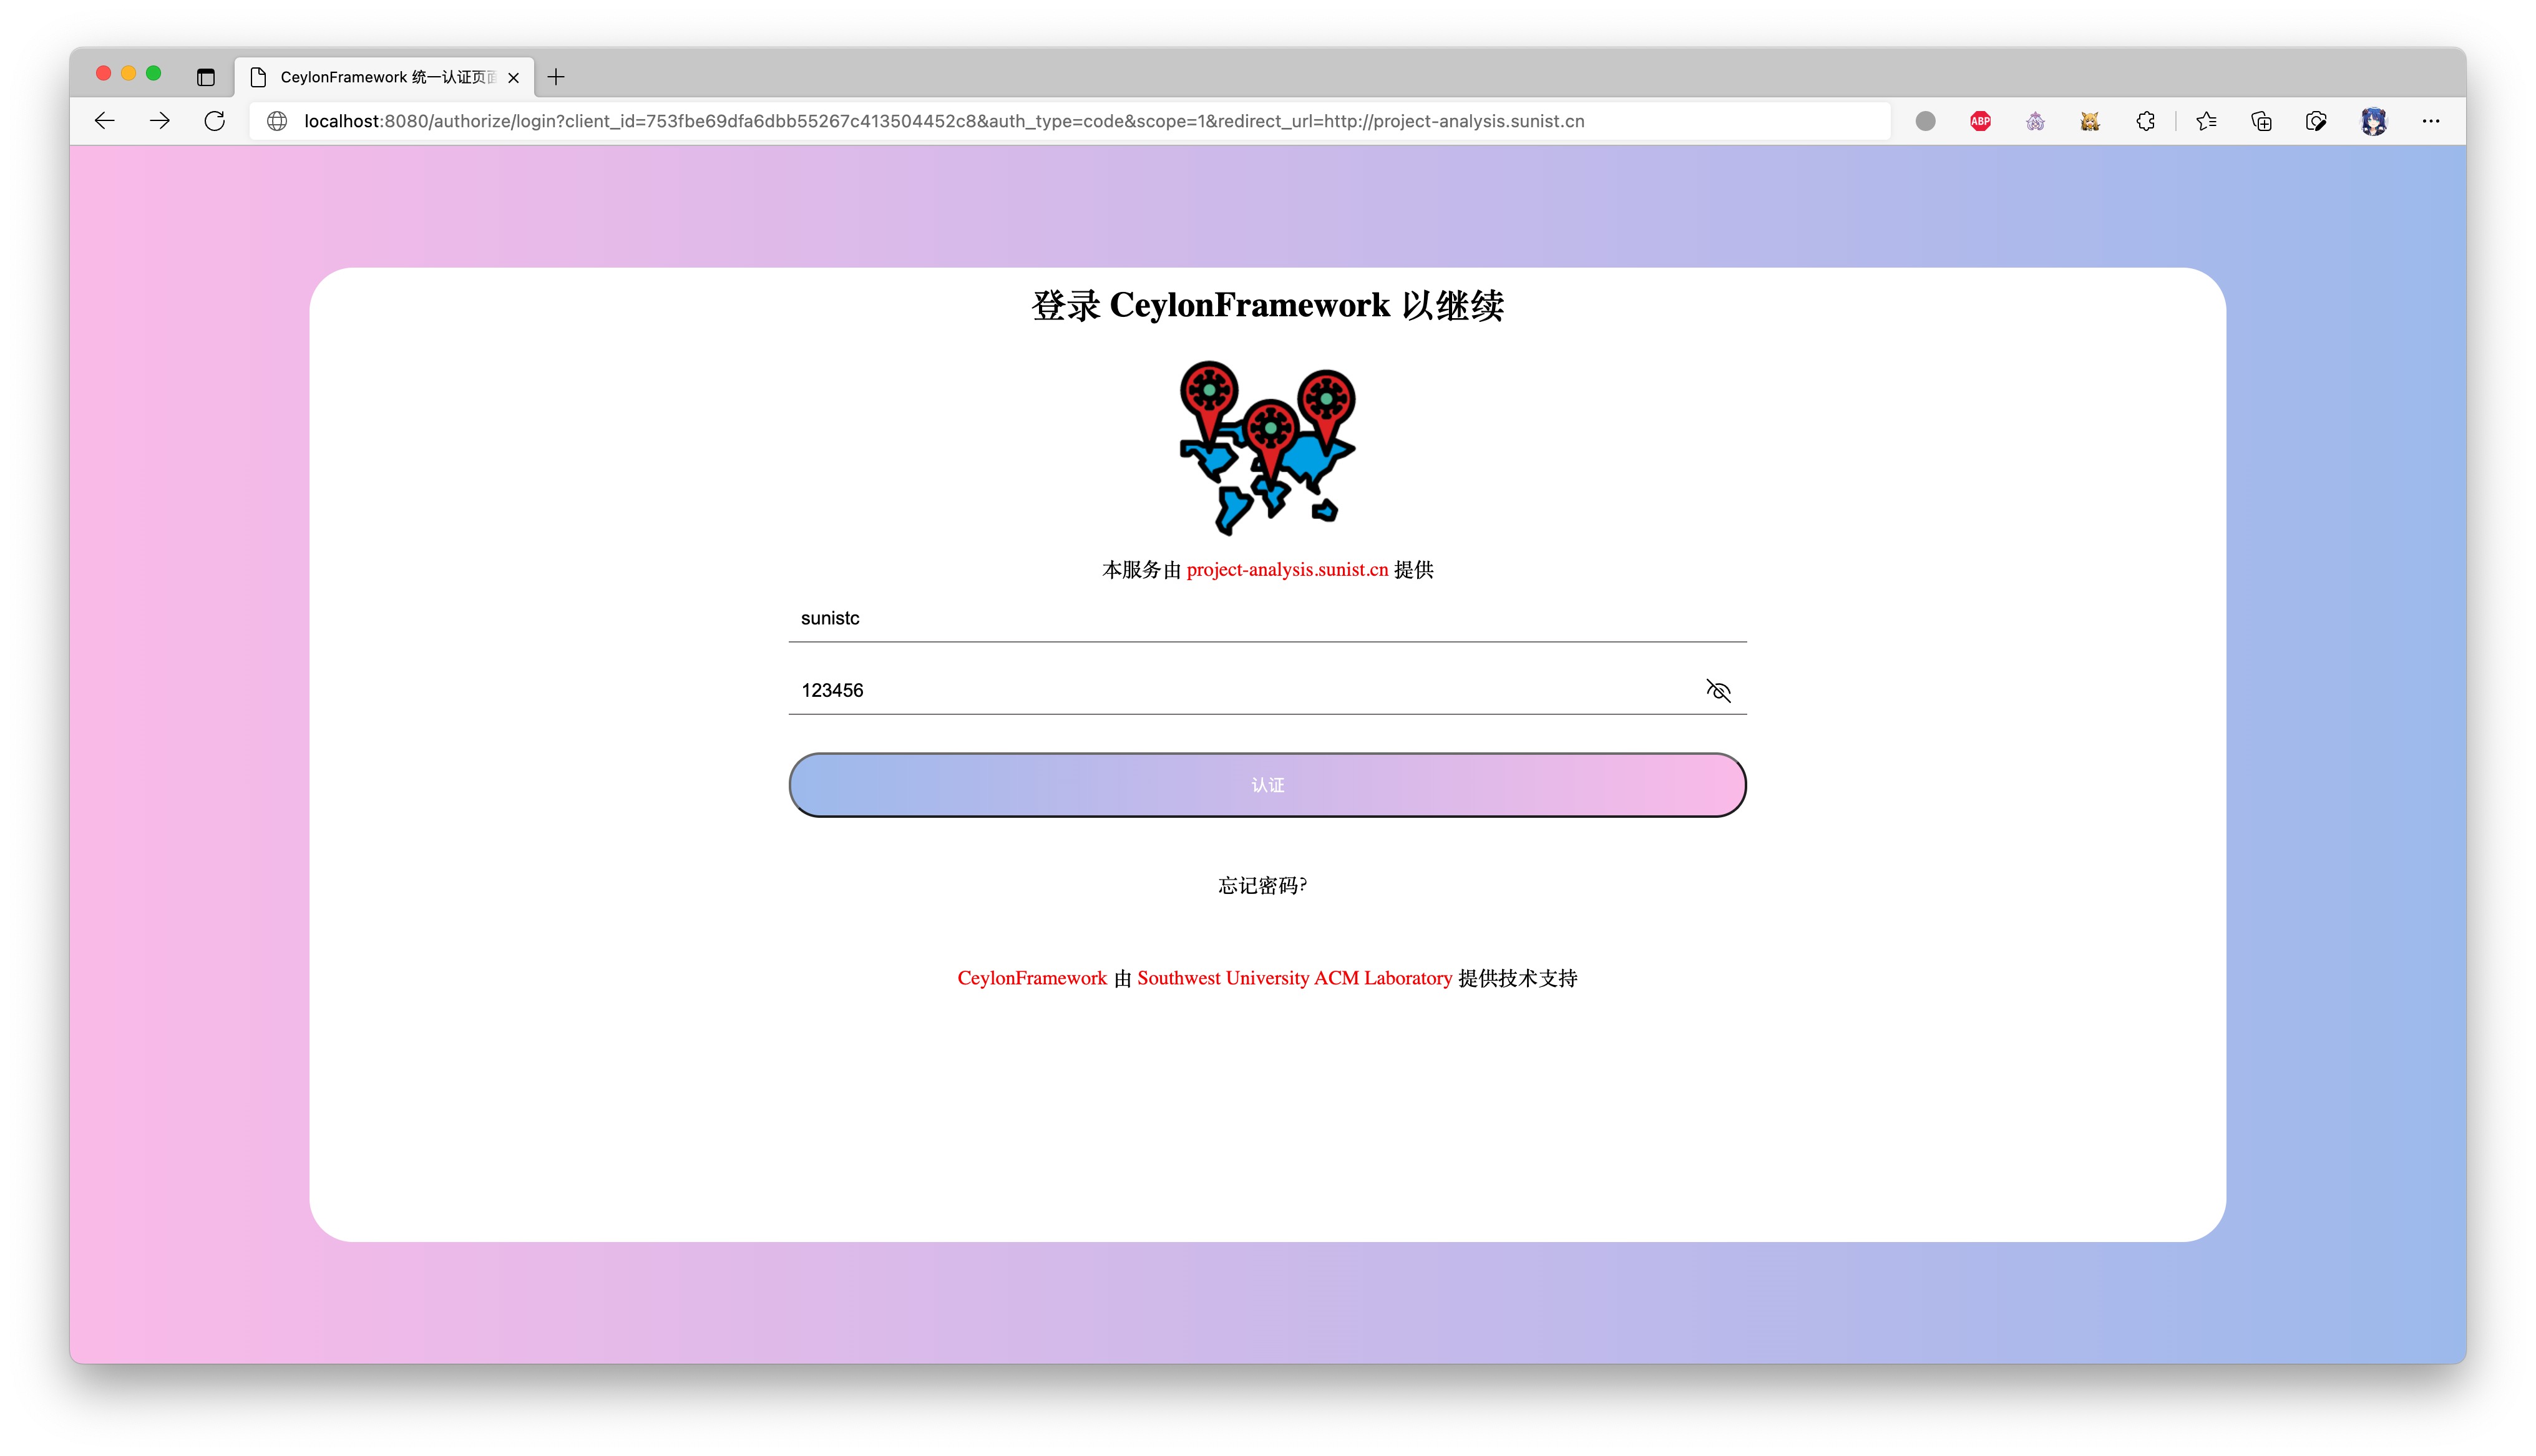 CeylonFramework 统一认证页
localhost:8080/authorize/login?client_id=753fbe69dfa6dbb55267c413504452c8&auth_type=code&scope=1&redirect_url=http://project-analysis.sunist.cn
ABP
登录 CeylonFramework 以继续
本服务由 project-analysis.sunist.cn 提供
sunistc
123456
认证
忘记密码?
CeylonFramework 由 Southwest University ACM Laboratory 提供技术支持